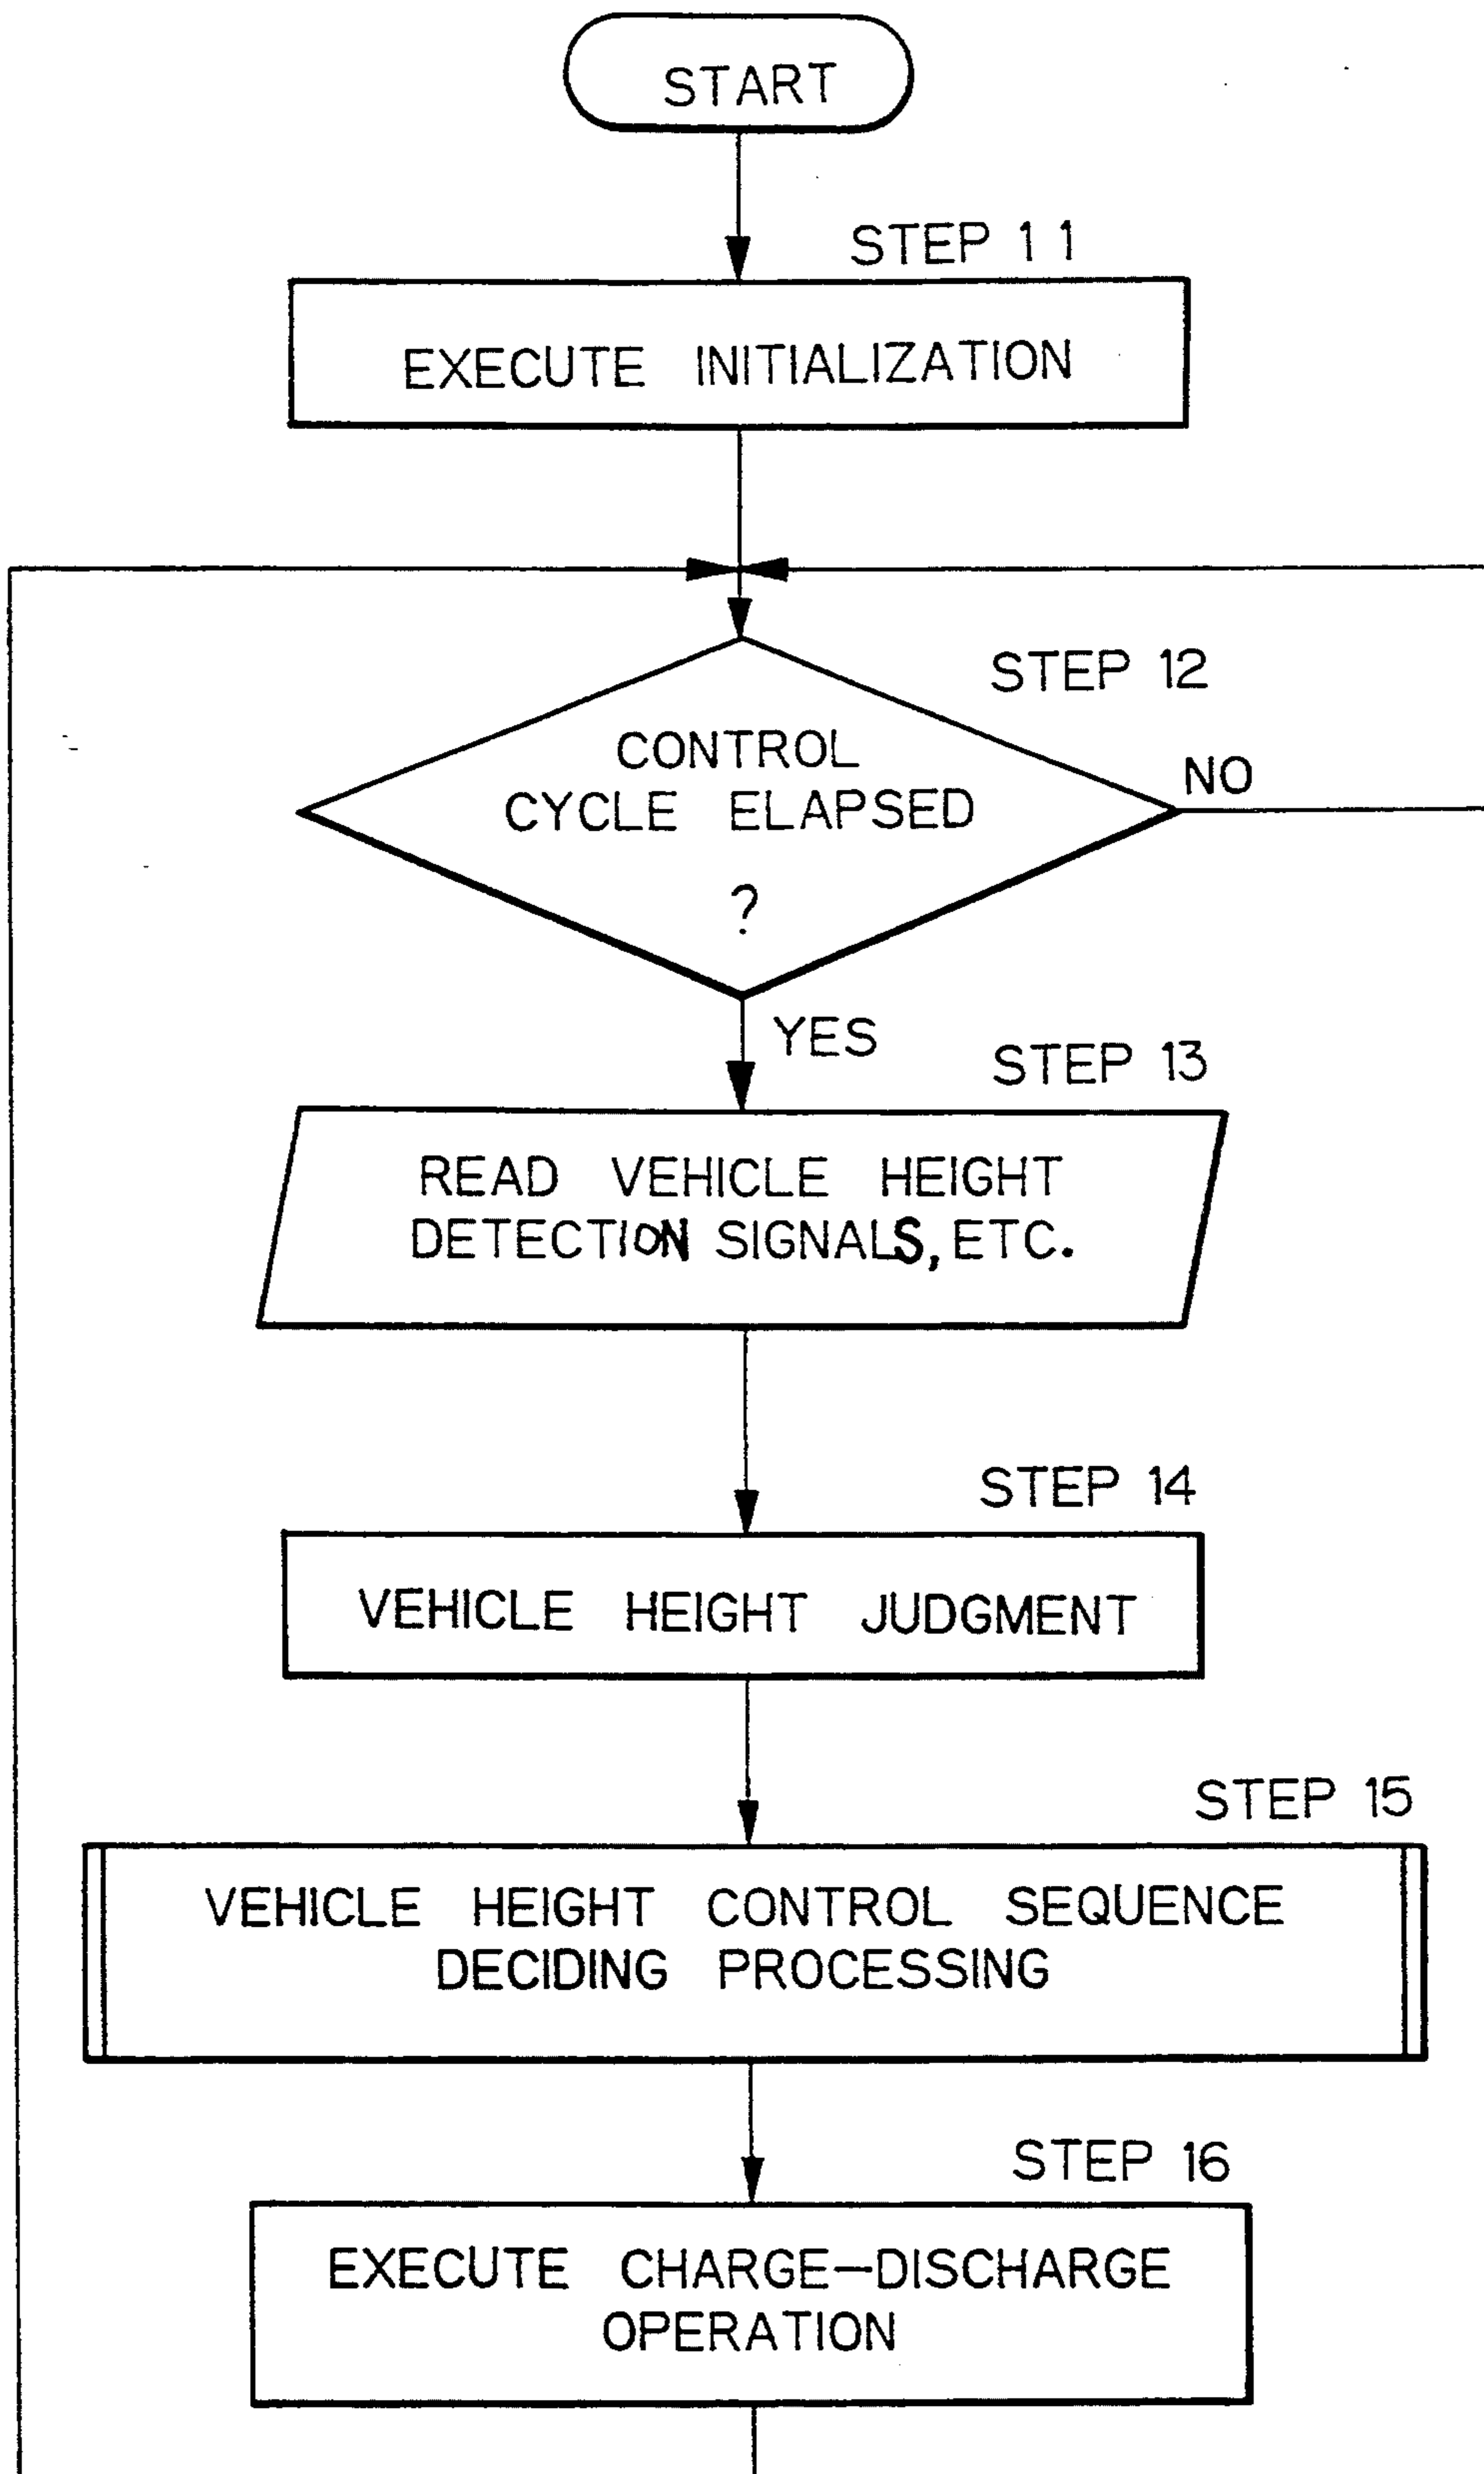 START
STEP 11
EXECUTE INITIALIZATION
STEP 12
CONTROL
CYCLE ELAPSED
?
NO
YES
STEP 13
READ VEHICLE HEIGHT
DETECTION SIGNALS, ETC.
STEP 14
VEHICLE HEIGHT JUDGMENT
STEP 15
VEHICLE HEIGHT CONTROL SEQUENCE
DECIDING PROCESSING
STEP 16
EXECUTE CHARGE-DISCHARGE
OPERATION